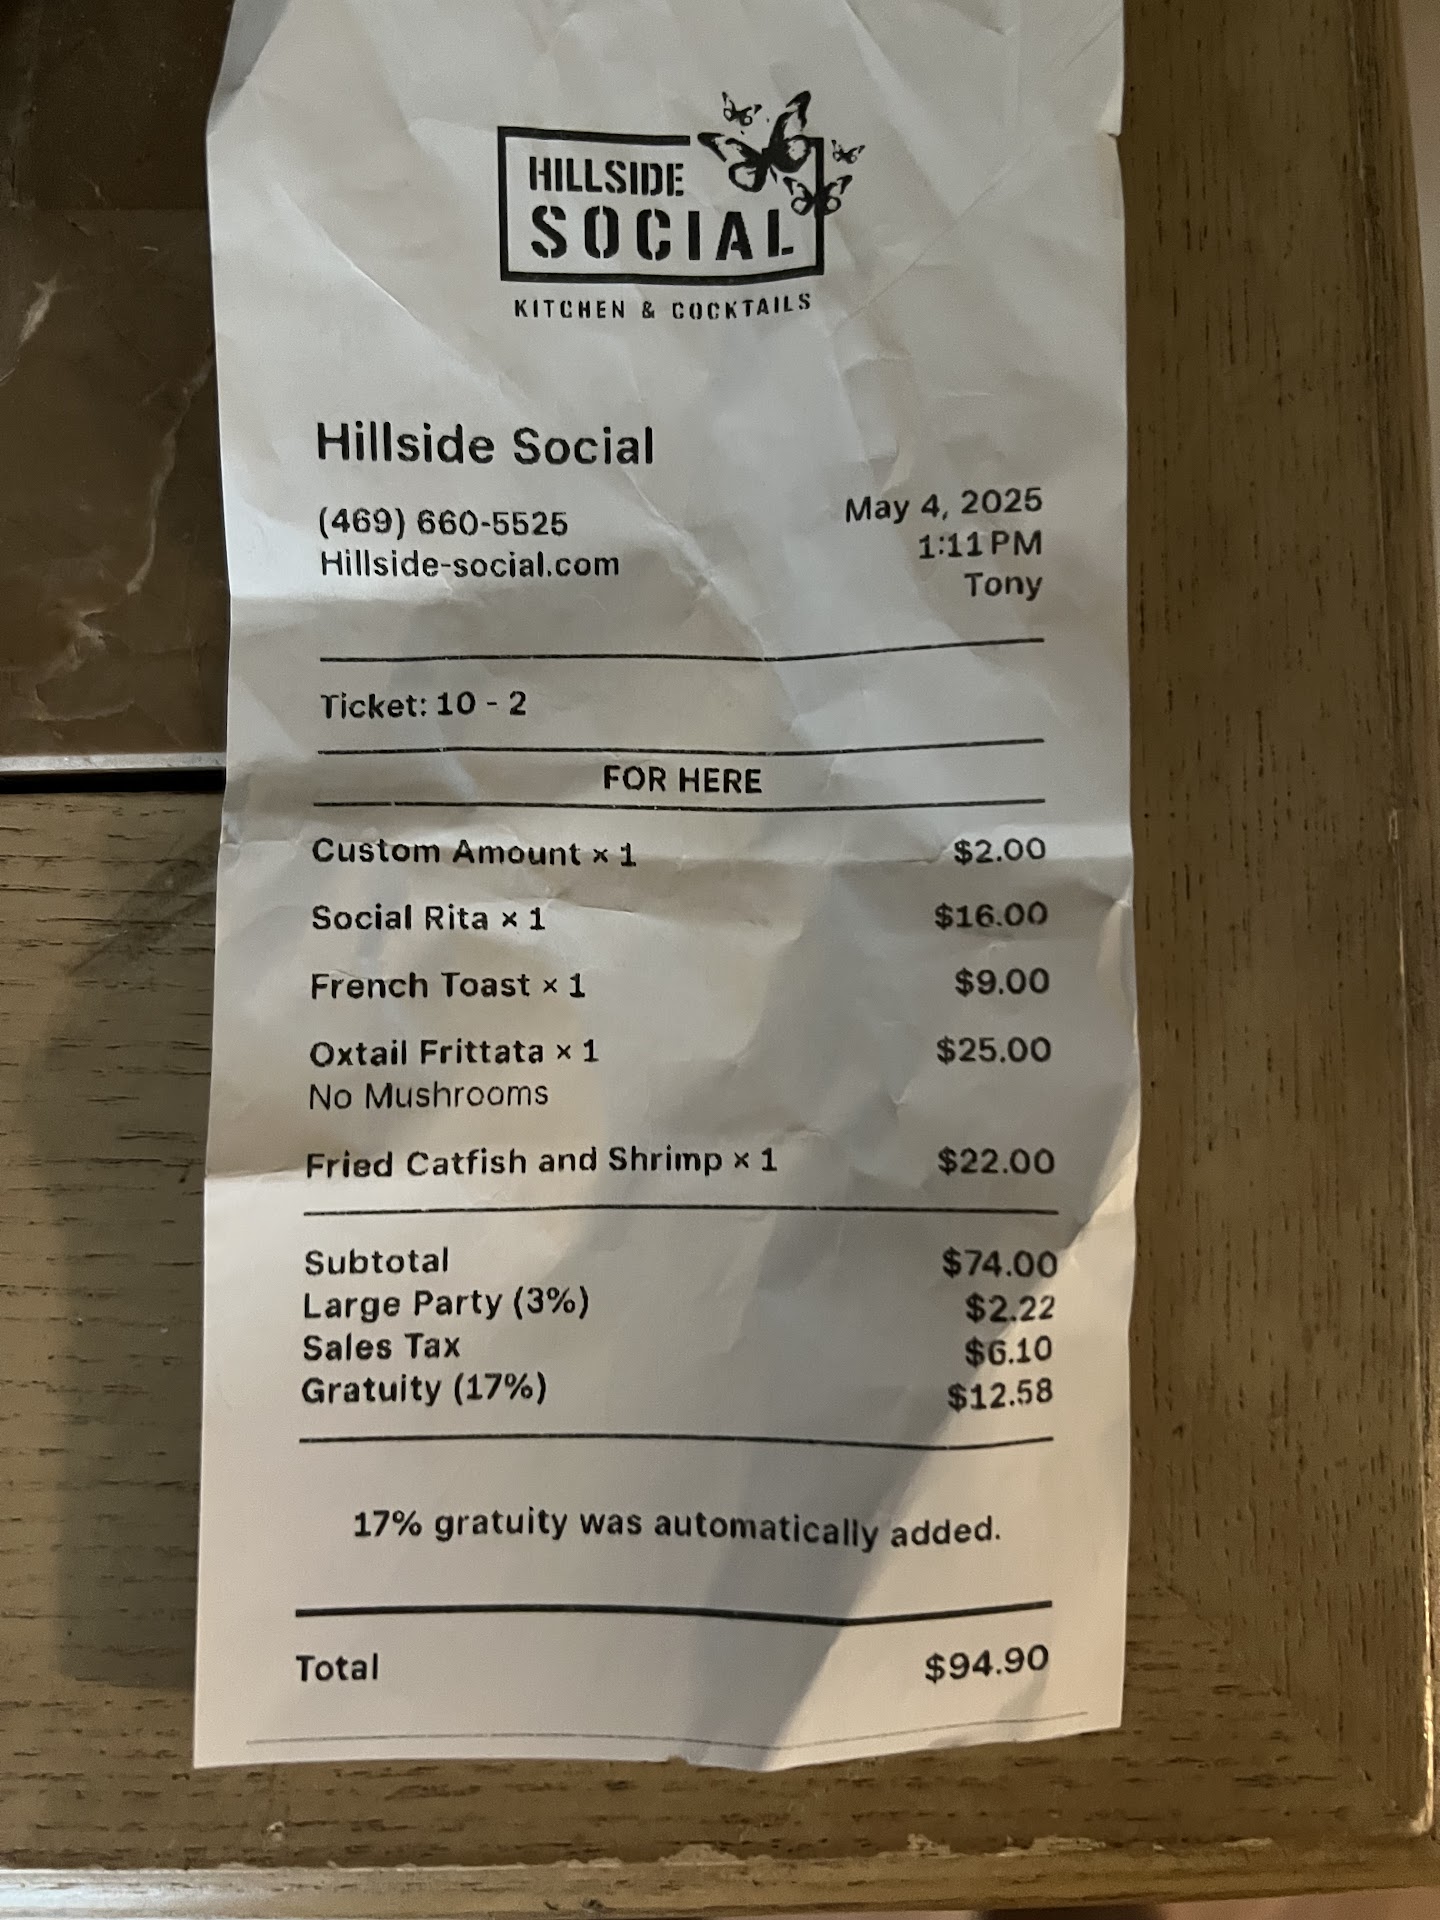 HILLSIDE
SOCIAL
KITCHEN & COCKTAILS
Hillside Social
(469) 660-5525
Hillside-social.com
May 4, 2025
1:11 PM
Tony
Ticket: 10 - 2
FOR HERE
Custom Amount × 1 $2.00
Social Rita × 1 $16.00
French Toast × 1 $9.00
Oxtail Frittata × 1 $25.00
No Mushrooms
Fried Catfish and Shrimp × 1 $22.00
Subtotal $74.00
Large Party (3%) $2.22
Sales Tax $6.10
Gratuity (17%) $12.58
17% gratuity was automatically added.
Total $94.90